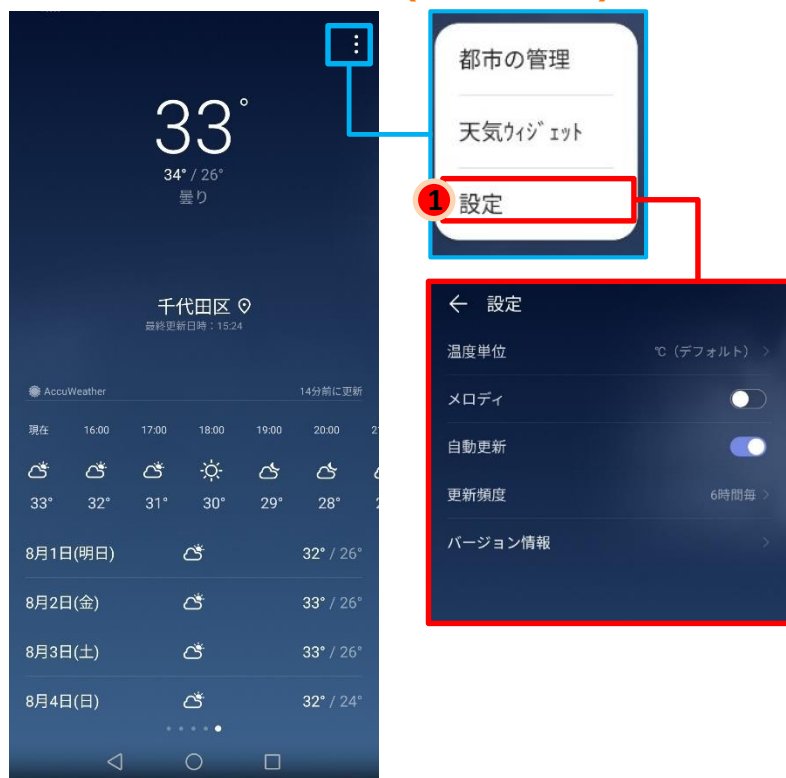 33°
34° / 26°
曇り
千代田区
最終更新日時：15:24
AccuWeather 14分前に更新
現在 16:00 17:00 18:00 19:00 20:00
33° 32° 31° 30° 29° 28°
8月1日(明日) 32° / 26°
8月2日(金) 33° / 26°
8月3日(土) 33° / 26°
8月4日(日) 32° / 24°
都市の管理
天気ｳｨｼﾞｪｯﾄ
1 設定
← 設定
温度単位 ℃（デフォルト） >
メロディ
自動更新
更新頻度 6時間毎 >
バージョン情報 >